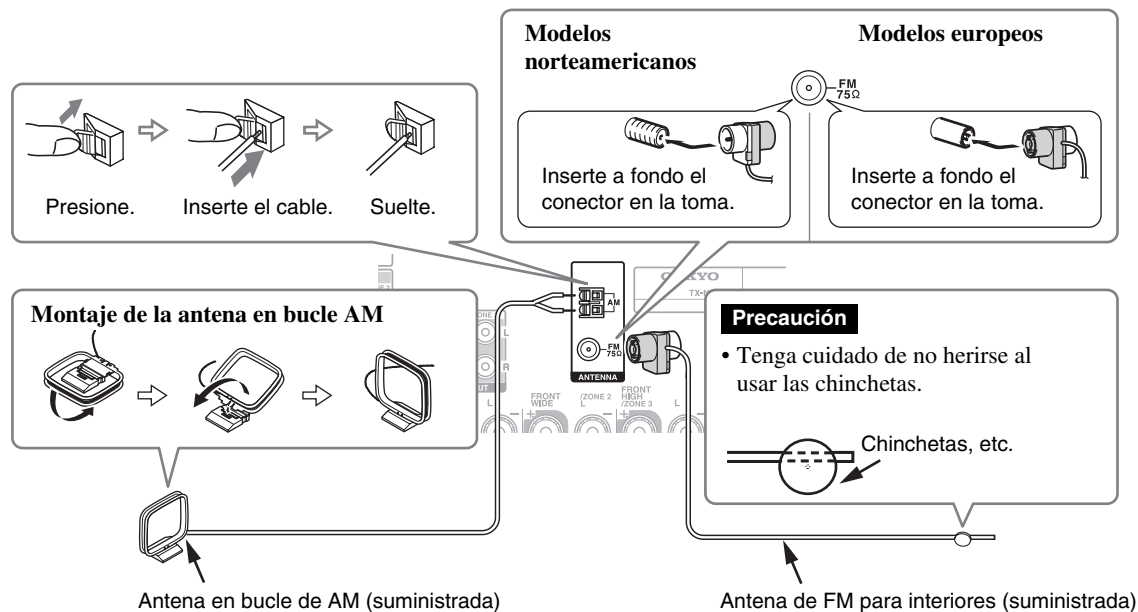 Modelos
norteamericanos
Modelos europeos
FM
75Ω
Inserte a fondo el
conector en la toma.
Inserte a fondo el
conector en la toma.
Presione.
Inserte el cable.
Suelte.
AM
FM
75Ω
ANTENNA
L
R
FRONT
WIDE
/ZONE 2
L
FRONT
HIGH
/ZONE 3
L
L
Montaje de la antena en bucle AM
Precaución
• Tenga cuidado de no herirse al
usar las chinchetas.
Chinchetas, etc.
Antena en bucle de AM (suministrada)
Antena de FM para interiores (suministrada)